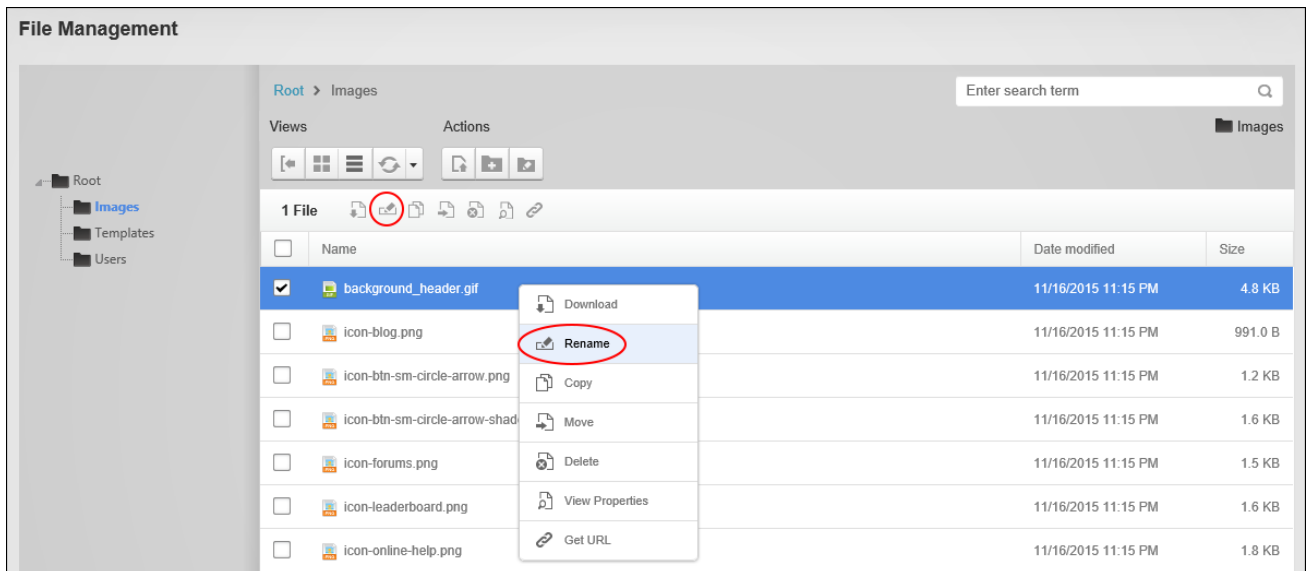 File Management
Root > Images
Enter search term
Views
Actions
Images
Root
Images
Templates
Users
1 File
Name
Date modified
Size
background_header.gif
11/16/2015 11:15 PM
4.8 KB
icon-blog.png
11/16/2015 11:15 PM
991.0 B
icon-btn-sm-circle-arrow.png
11/16/2015 11:15 PM
1.2 KB
icon-btn-sm-circle-arrow-shad
11/16/2015 11:15 PM
1.6 KB
icon-forums.png
11/16/2015 11:15 PM
1.5 KB
icon-leaderboard.png
11/16/2015 11:15 PM
1.6 KB
icon-online-help.png
11/16/2015 11:15 PM
1.8 KB
Download
Rename
Copy
Move
Delete
View Properties
Get URL